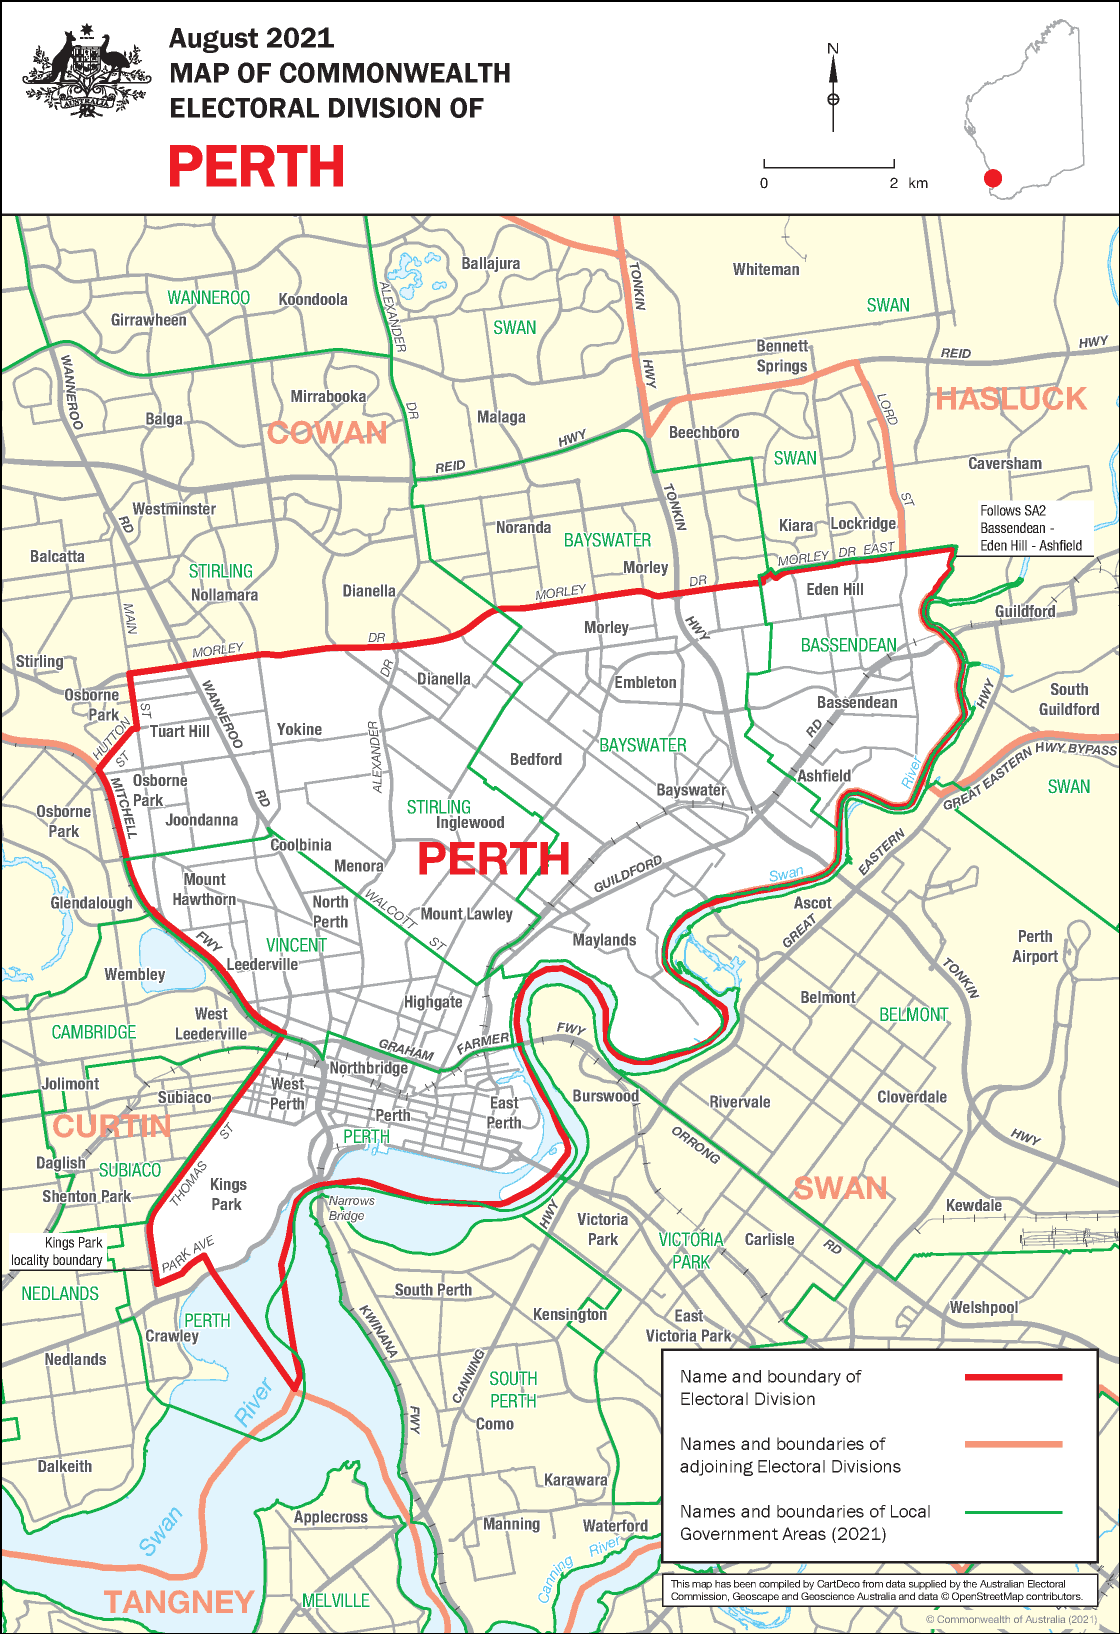 August 2021
MAP OF COMMONWEALTH
ELECTORAL DIVISION OF
PERTH
AUSTRALIA
N
0 2 km
Ballajura
Whiteman
TONKIN
HWY
WANNEROO
Koondoola
Girrawheen
ALEXANDER
DR
SWAN
SWAN
Bennett
Springs
REID
HWY
HASLUCK
WANNEROO
RD
Mirrabooka
Balga
COWAN
Malaga
HWY
REID
Beechboro
LORD
ST
SWAN
Caversham
Westminster
Noranda
TONKIN
HWY
Kiara
Lockridge
Follows SA2
Bassendean -
Eden Hill - Ashfield
Balcatta
STIRLING
Nollamara
Dianella
BAYSWATER
Morley
MORLEY DR EAST
MORLEY DR
Eden Hill
Guildford
MAIN
ST
Stirling
MORLEY
DR
Morley
BASSENDEAN
Osborne
Park
HUTTON
ST
Tuart Hill
WANNEROO
RD
Yokine
DR
ALEXANDER
Dianella
Embleton
Bassendean
HWY
South
Guildford
BAYSWATER
Bedford
RD
River
GREAT EASTERN HWY BYPASS
SWAN
Osborne
Park
MITCHELL
FWY
Osborne
Park
Joondanna
STIRLING
Inglewood
Bayswater
Ashfield
Coolbinia
Menora
PERTH
GUILDFORD
Swan
EASTERN
GREAT
Mount
Hawthorn
Glendalough
North
Perth
WALCOTT
ST
Mount Lawley
Ascot
VINCENT
Maylands
Wembley
Leederville
Perth
Airport
TONKIN
HWY
Belmont
BELMONT
CAMBRIDGE
West
Leederville
Highgate
GRAHAM
FARMER
FWY
Northbridge
Jolimont
Subiaco
West
Perth
Perth
PERTH
East
Perth
Burswood
Rivervale
Cloverdale
CURTIN
ST
THOMAS
Daglish
SUBIACO
Shenton Park
Kings
Park
ORRONG
RD
SWAN
Kewdale
Narrows
Bridge
HWY
CANNING
Victoria
Park
VICTORIA
PARK
Carlisle
Kings Park
locality boundary
PARK AVE
NEDLANDS
PERTH
Crawley
South Perth
KWINANA
FWY
Kensington
East
Victoria Park
Welshpool
Nedlands
River
Swan
SOUTH
PERTH
Como
Dalkeith
Karawara
Applecross
Manning
Waterford
Canning River
TANGNEY
MELVILLE
Name and boundary of
Electoral Division
Names and boundaries of
adjoining Electoral Divisions
Names and boundaries of Local
Government Areas (2021)
This map has been compiled by CartDeco from data supplied by the Australian Electoral
Commission, Geoscape and Geoscience Australia and data © OpenStreetMap contributors.
© Commonwealth of Australia (2021)